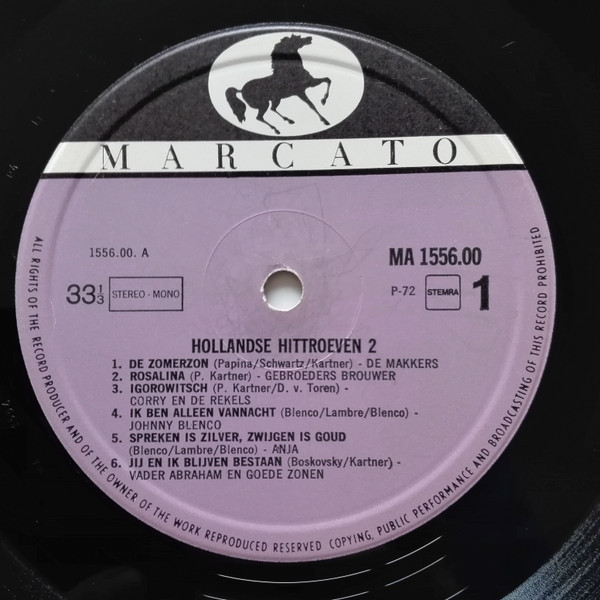 MARCATO
1556.00. A
MA 1556.00
33 1/3 STEREO - MONO
P-72 STEMRA 1
HOLLANDSE HITTROEVEN 2
1. DE ZOMERZON (Papina/Schwartz/Kartner) - DE MAKKERS
2. ROSALINA (P. Kartner) - GEBROEDERS BROUWER
3. IGOROWITSCH (P. Kartner/D. v. Toren) -
CORRY EN DE REKELS
4. IK BEN ALLEEN VANNACHT (Blenco/Lambre/Blenco) -
JOHNNY BLENCO
5. SPREKEN IS ZILVER, ZWIJGEN IS GOUD
(Blenco/Lambre/Blenco) - ANJA
6. JIJ EN IK BLIJVEN BESTAAN (Boskovsky/Kartner) -
VADER ABRAHAM EN GOEDE ZONEN
ALL RIGHTS OF THE RECORD PRODUCER AND OF THE OWNER OF THE WORK REPRODUCED RESERVED COPYING, PUBLIC PERFORMANCE AND BROADCASTING OF THIS RECORD PROHIBITED